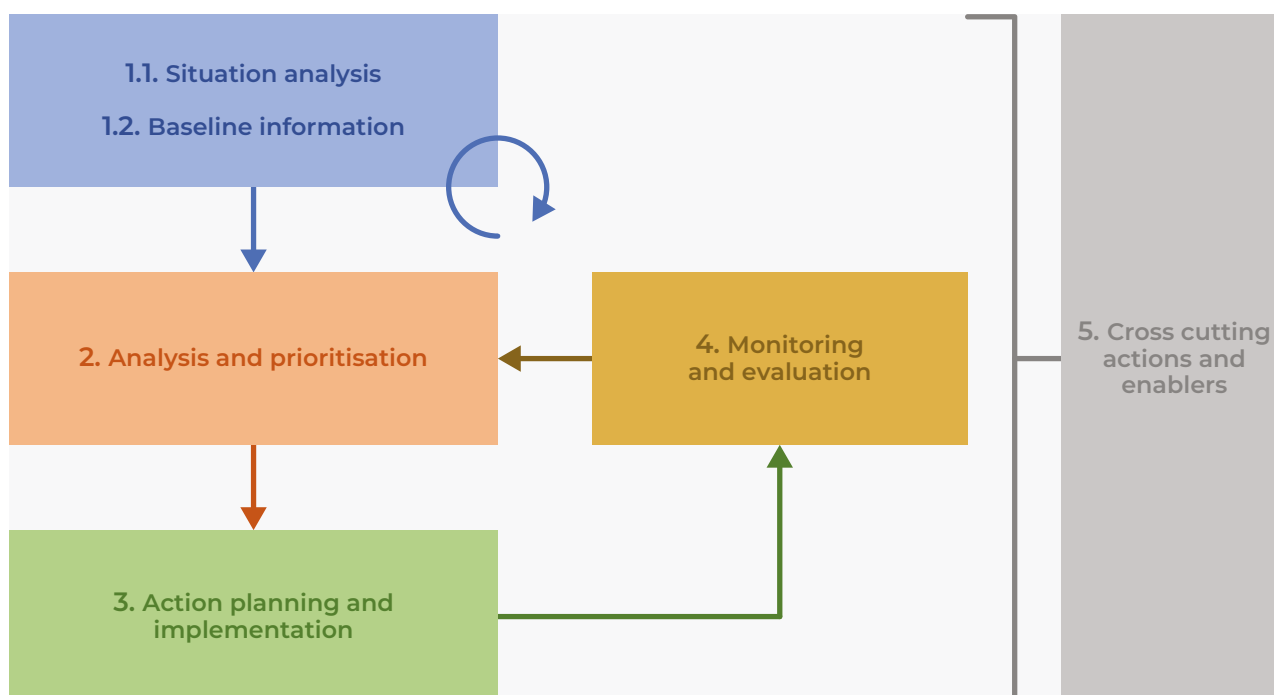 1.1. Situation analysis
1.2. Baseline information
2. Analysis and prioritisation
4. Monitoring
and evaluation
5. Cross cutting
actions and
enablers
3. Action planning and
implementation